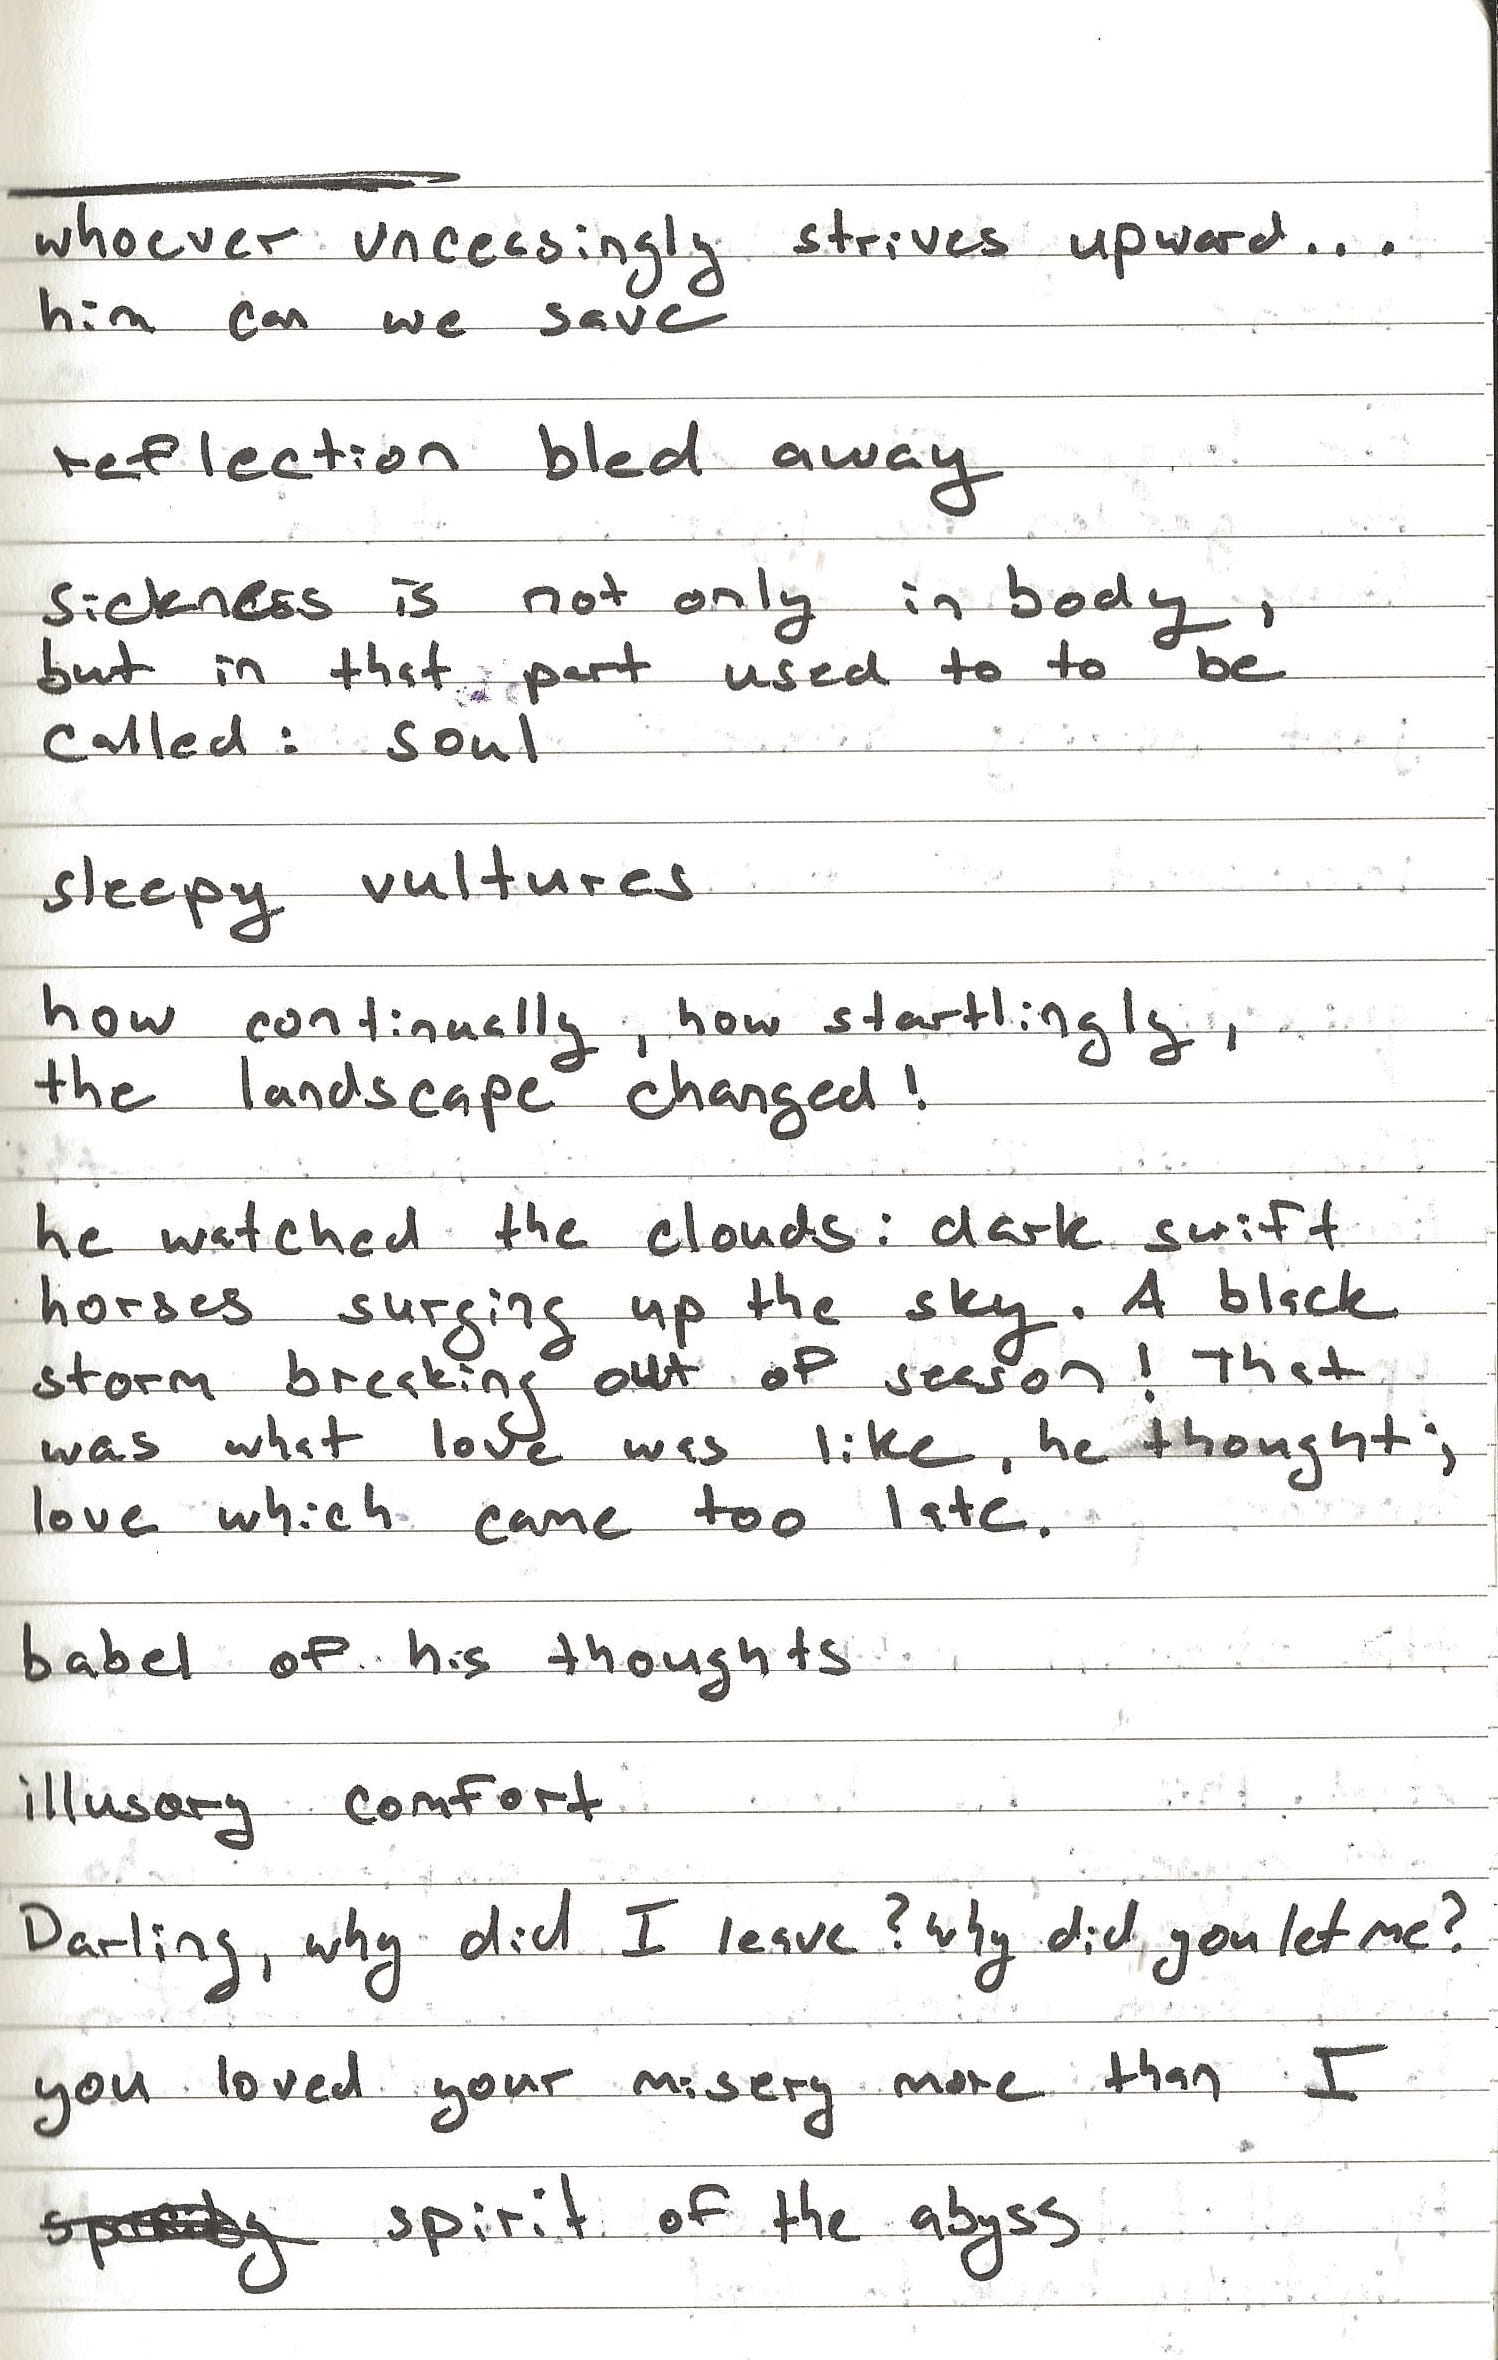 whoever unceasingly strives upward...
him can we save
reflection bled away
sickness is not only in body,
but in that part used to to be
called: soul
sleepy vultures
how continually, how startlingly,
the landscape changed!
he watched the clouds: dark swift
horses surging up the sky. A black
storm breaking out of season! That
was what love was like, he thought;
love which came too late.
babel of his thoughts
illusory comfort
Darling, why did I leave? Why did you let me?
you loved your misery more than I
spirit of the abyss